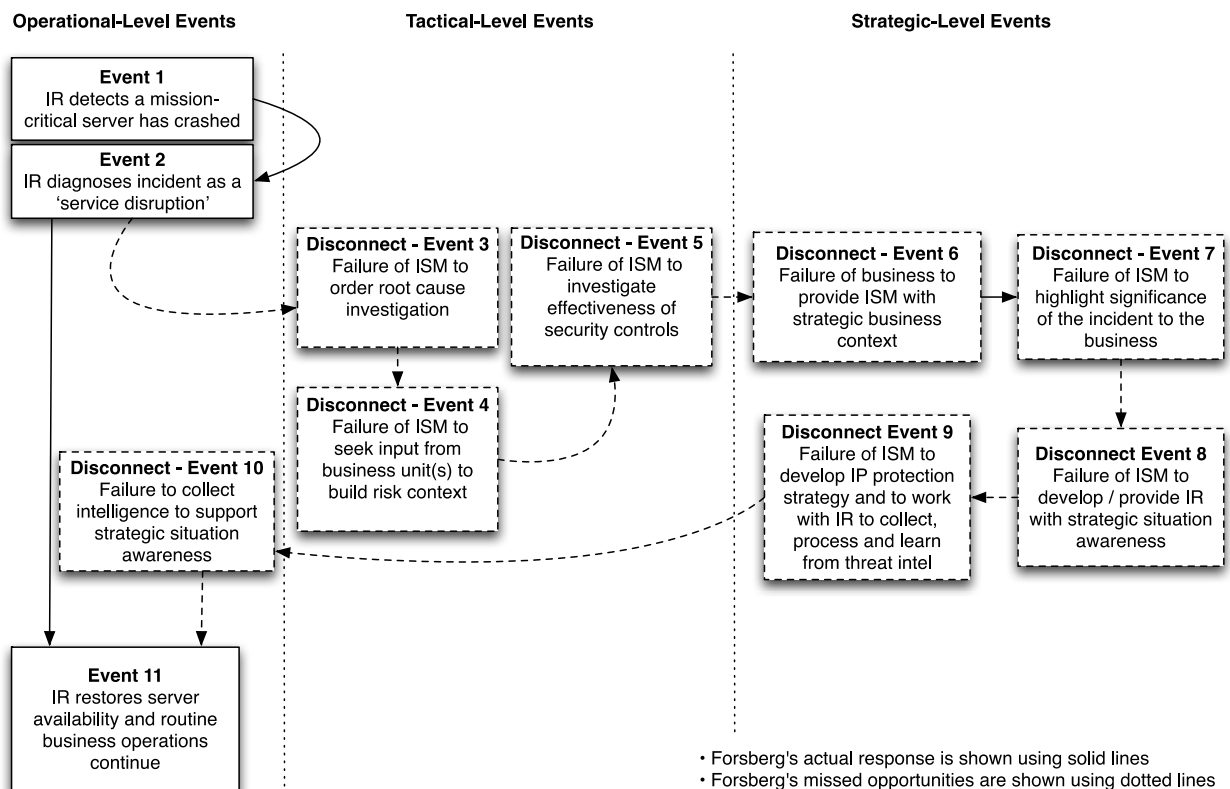 Operational-Level Events
Tactical-Level Events
Strategic-Level Events
Event 1
IR detects a mission-
critical server has crashed
Event 2
IR diagnoses incident as a
‘service disruption’
Disconnect - Event 3
Failure of ISM to
order root cause
investigation
Disconnect - Event 4
Failure of ISM to
seek input from
business unit(s) to
build risk context
Disconnect - Event 5
Failure of ISM to
investigate
effectiveness of
security controls
Disconnect - Event 6
Failure of business to
provide ISM with
strategic business
context
Disconnect - Event 7
Failure of ISM to
highlight significance
of the incident to the
business
Disconnect Event 8
Failure of ISM to
develop / provide IR
with strategic situation
awareness
Disconnect Event 9
Failure of ISM to
develop IP protection
strategy and to work
with IR to collect,
process and learn
from threat intel
Disconnect - Event 10
Failure to collect
intelligence to support
strategic situation
awareness
Event 11
IR restores server
availability and routine
business operations
continue
• Forsberg's actual response is shown using solid lines
• Forsberg's missed opportunities are shown using dotted lines